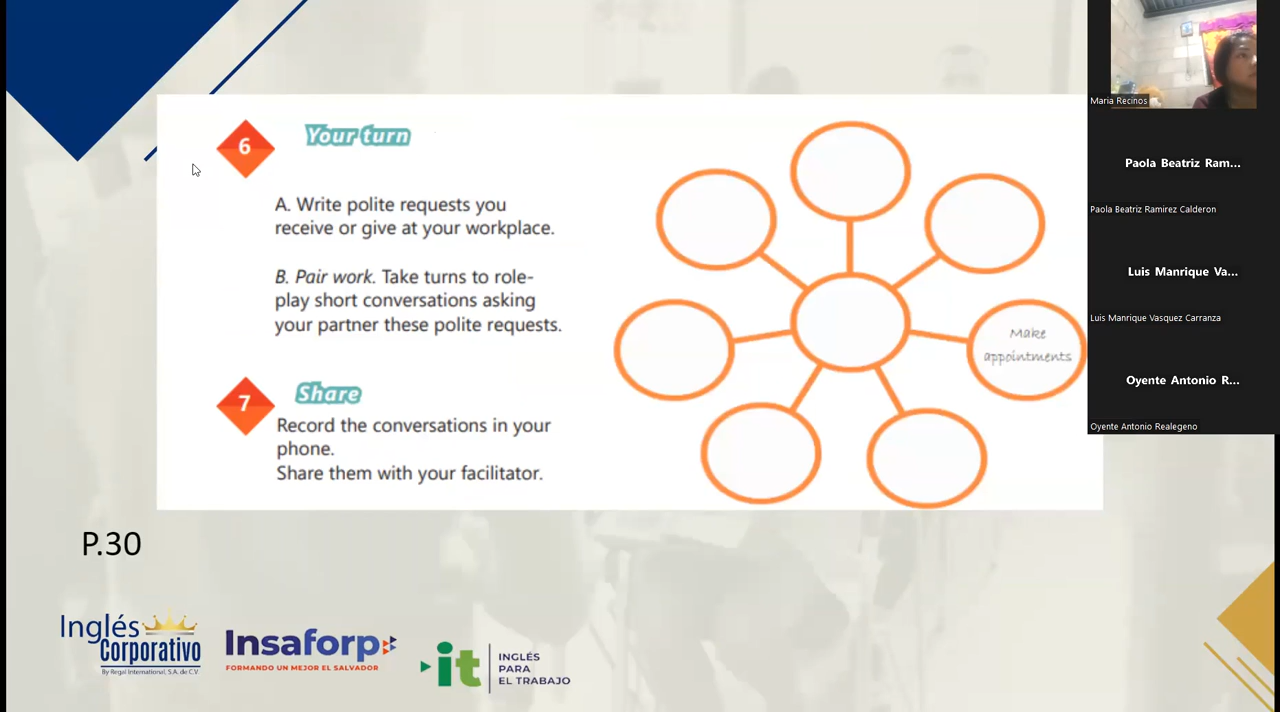 6
Your turn
A. Write polite requests you
receive or give at your workplace.
B. Pair work. Take turns to role-
play short conversations asking
your partner these polite requests.
7
Share
Record the conversations in your
phone.
Share them with your facilitator.
Make
appointments
P.30
Inglés
Corporativo
By Regal International, S.A. de C.V.
Insaforp
FORMANDO UN MEJOR EL SALVADOR
it
INGLÉS
PARA
EL TRABAJO
Maria Recinos
Paola Beatriz Ram...
Paola Beatriz Ramirez Calderon
Luis Manrique Va...
Luis Manrique Vasquez Carranza
Oyente Antonio R...
Oyente Antonio Realegeno